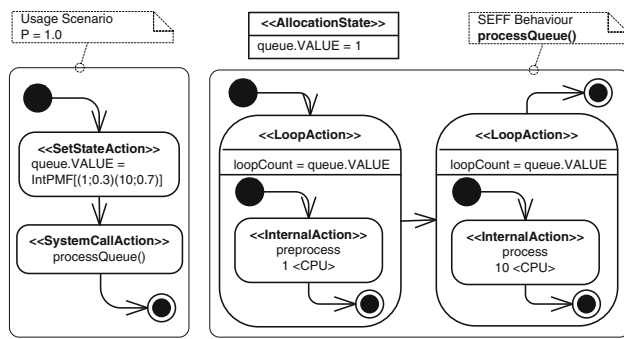 Usage Scenario
P = 1.0
<<AllocationState>>
queue.VALUE = 1
SEFF Behaviour
processQueue()
<<SetStateAction>>
queue.VALUE =
IntPMF[(1;0.3)(10;0.7)]
<<SystemCallAction>>
processQueue()
<<LoopAction>>
loopCount = queue.VALUE
<<InternalAction>>
preprocess
1 <CPU>
<<LoopAction>>
loopCount = queue.VALUE
<<InternalAction>>
process
10 <CPU>